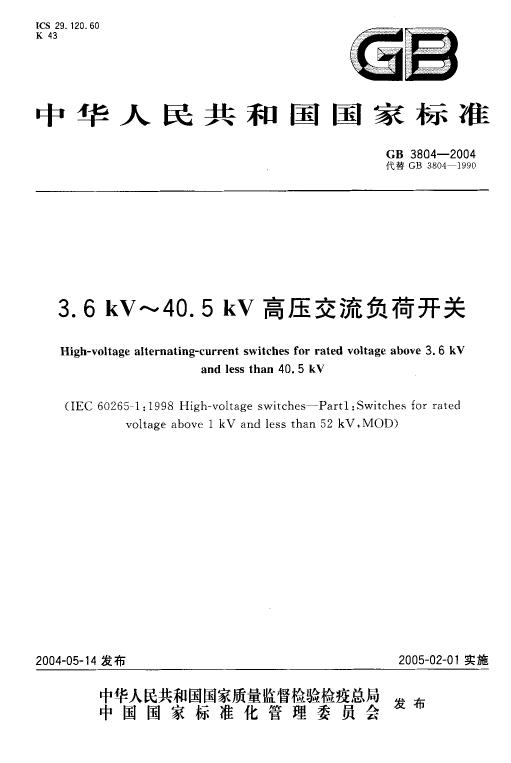 ICS 29.120.60
K 43
GB
中华人民共和国国家标准
GB 3804—2004
代替 GB 3804—1990
3.6 kV～40.5 kV 高压交流负荷开关
High-voltage alternating-current switches for rated voltage above 3.6 kV
and less than 40.5 kV
(IEC 60265-1:1998 High-voltage switches—Part1:Switches for rated
voltage above 1 kV and less than 52 kV,MOD)
2004-05-14 发布
2005-02-01 实施
中华人民共和国国家质量监督检验检疫总局
中国国家标准化管理委员会
发布